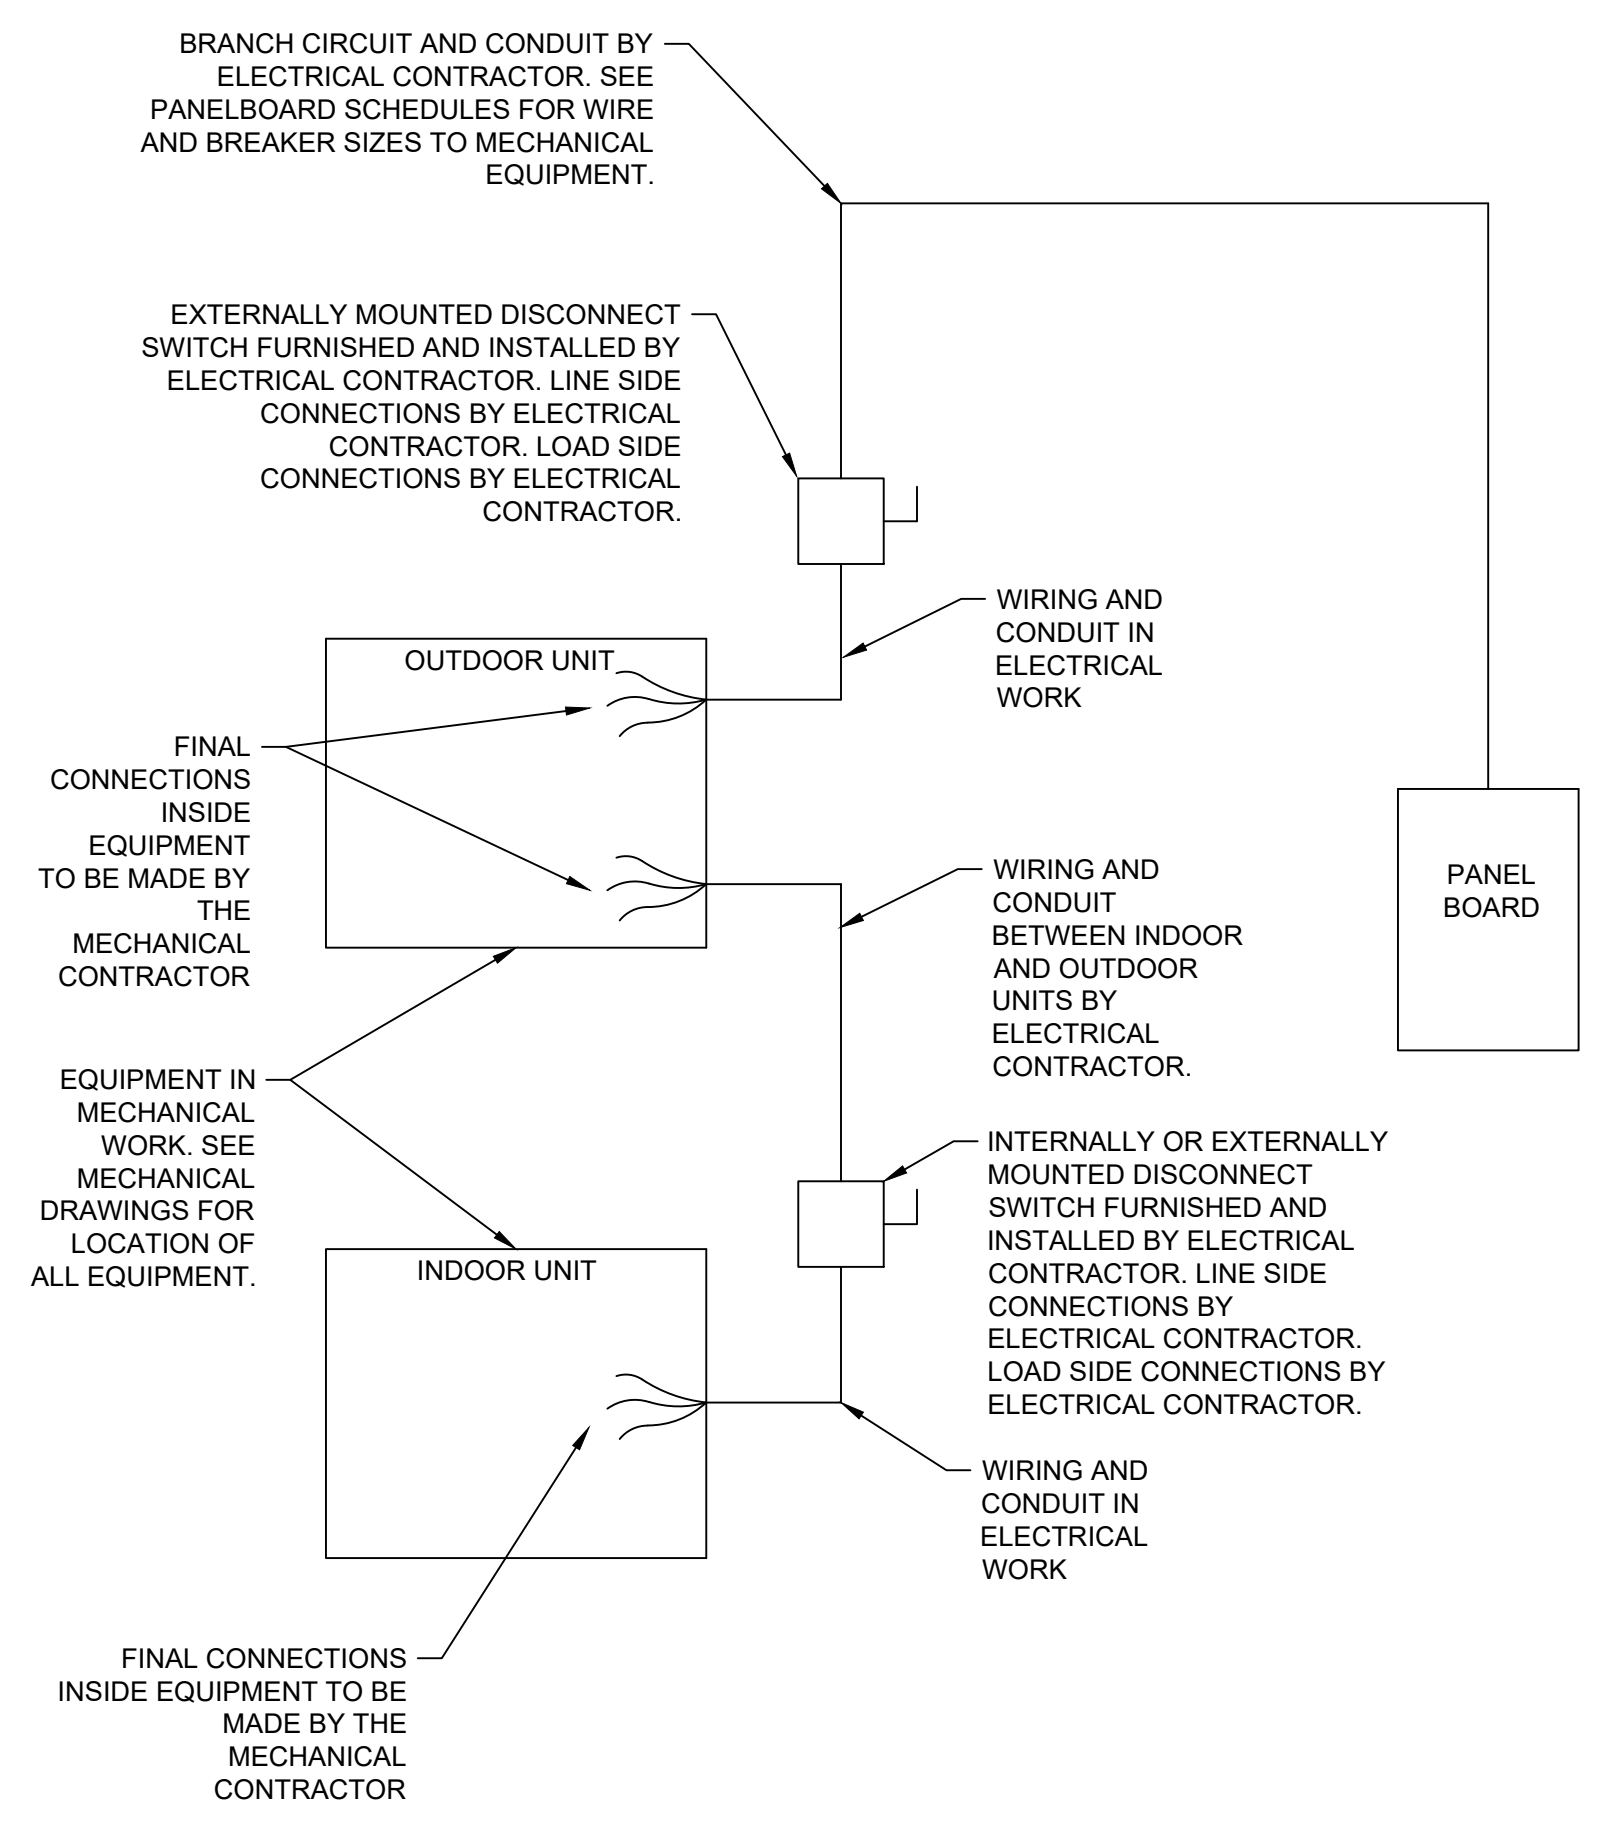 BRANCH CIRCUIT AND CONDUIT BY
ELECTRICAL CONTRACTOR. SEE
PANELBOARD SCHEDULES FOR WIRE
AND BREAKER SIZES TO MECHANICAL
EQUIPMENT.
EXTERNALLY MOUNTED DISCONNECT
SWITCH FURNISHED AND INSTALLED BY
ELECTRICAL CONTRACTOR. LINE SIDE
CONNECTIONS BY ELECTRICAL
CONTRACTOR. LOAD SIDE
CONNECTIONS BY ELECTRICAL
CONTRACTOR.
WIRING AND
CONDUIT IN
ELECTRICAL
WORK
OUTDOOR UNIT
FINAL
CONNECTIONS
INSIDE
EQUIPMENT
TO BE MADE BY
THE
MECHANICAL
CONTRACTOR
WIRING AND
CONDUIT
BETWEEN INDOOR
AND OUTDOOR
UNITS BY
ELECTRICAL
CONTRACTOR.
PANEL
BOARD
EQUIPMENT IN
MECHANICAL
WORK. SEE
MECHANICAL
DRAWINGS FOR
LOCATION OF
ALL EQUIPMENT.
INTERNALLY OR EXTERNALLY
MOUNTED DISCONNECT
SWITCH FURNISHED AND
INSTALLED BY ELECTRICAL
CONTRACTOR. LINE SIDE
CONNECTIONS BY
ELECTRICAL CONTRACTOR.
LOAD SIDE CONNECTIONS BY
ELECTRICAL CONTRACTOR.
INDOOR UNIT
WIRING AND
CONDUIT IN
ELECTRICAL
WORK
FINAL CONNECTIONS
INSIDE EQUIPMENT TO BE
MADE BY THE
MECHANICAL
CONTRACTOR